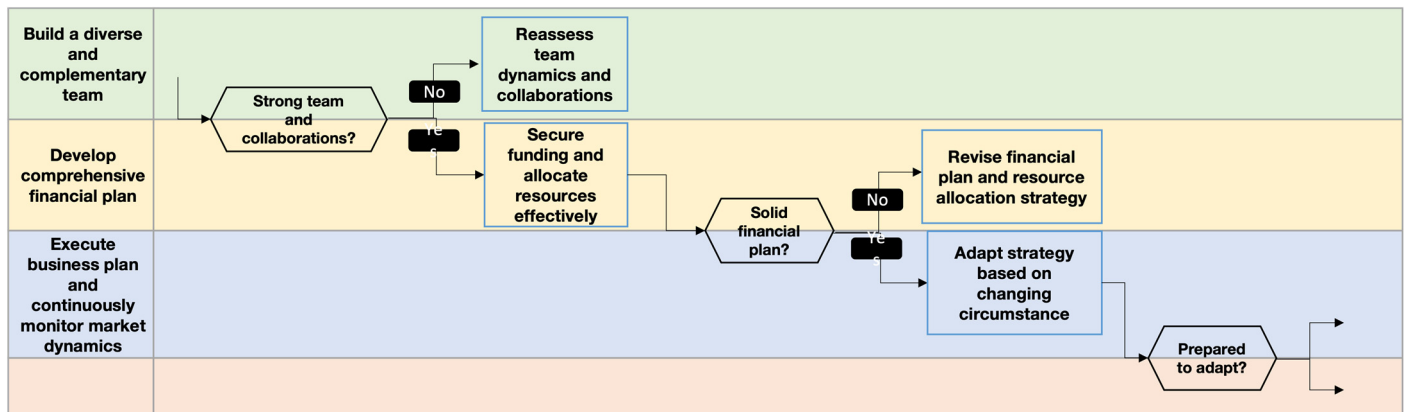 Build a diverse
and
complementary
team
Reassess
team
dynamics and
collaborations
No
Strong team
and
collaborations?
Ye
s
Develop
comprehensive
financial plan
Secure
funding and
allocate
resources
effectively
Revise financial
plan and resource
allocation strategy
No
Solid
financial
plan?
Ye
s
Execute
business plan
and
continuously
monitor market
dynamics
Adapt strategy
based on
changing
circumstance
Prepared
to adapt?